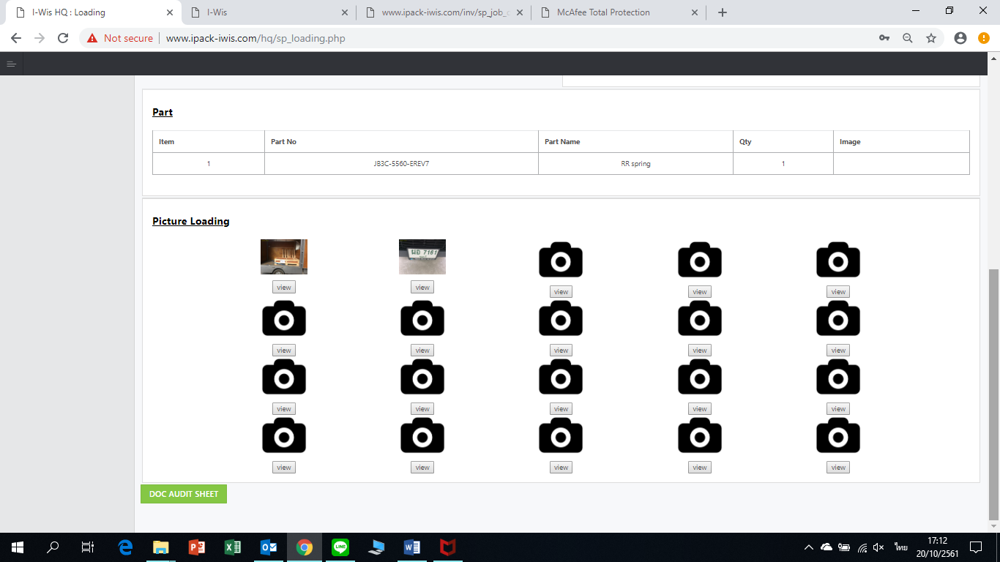 I-Wis HQ : Loading
I-Wis
www.ipack-iwis.com/inv/sp_job_
McAfee Total Protection
Not secure
www.ipack-iwis.com/hq/sp_loading.php
Part
Item Part No Part Name Qty Image
1 JB3C-5560-EREV7 RR spring 1
Picture Loading
7161
view view view view view
view view view view view
view view view view view
view view view view view
DOC AUDIT SHEET
LINE
ไทย
17:12
20/10/2561